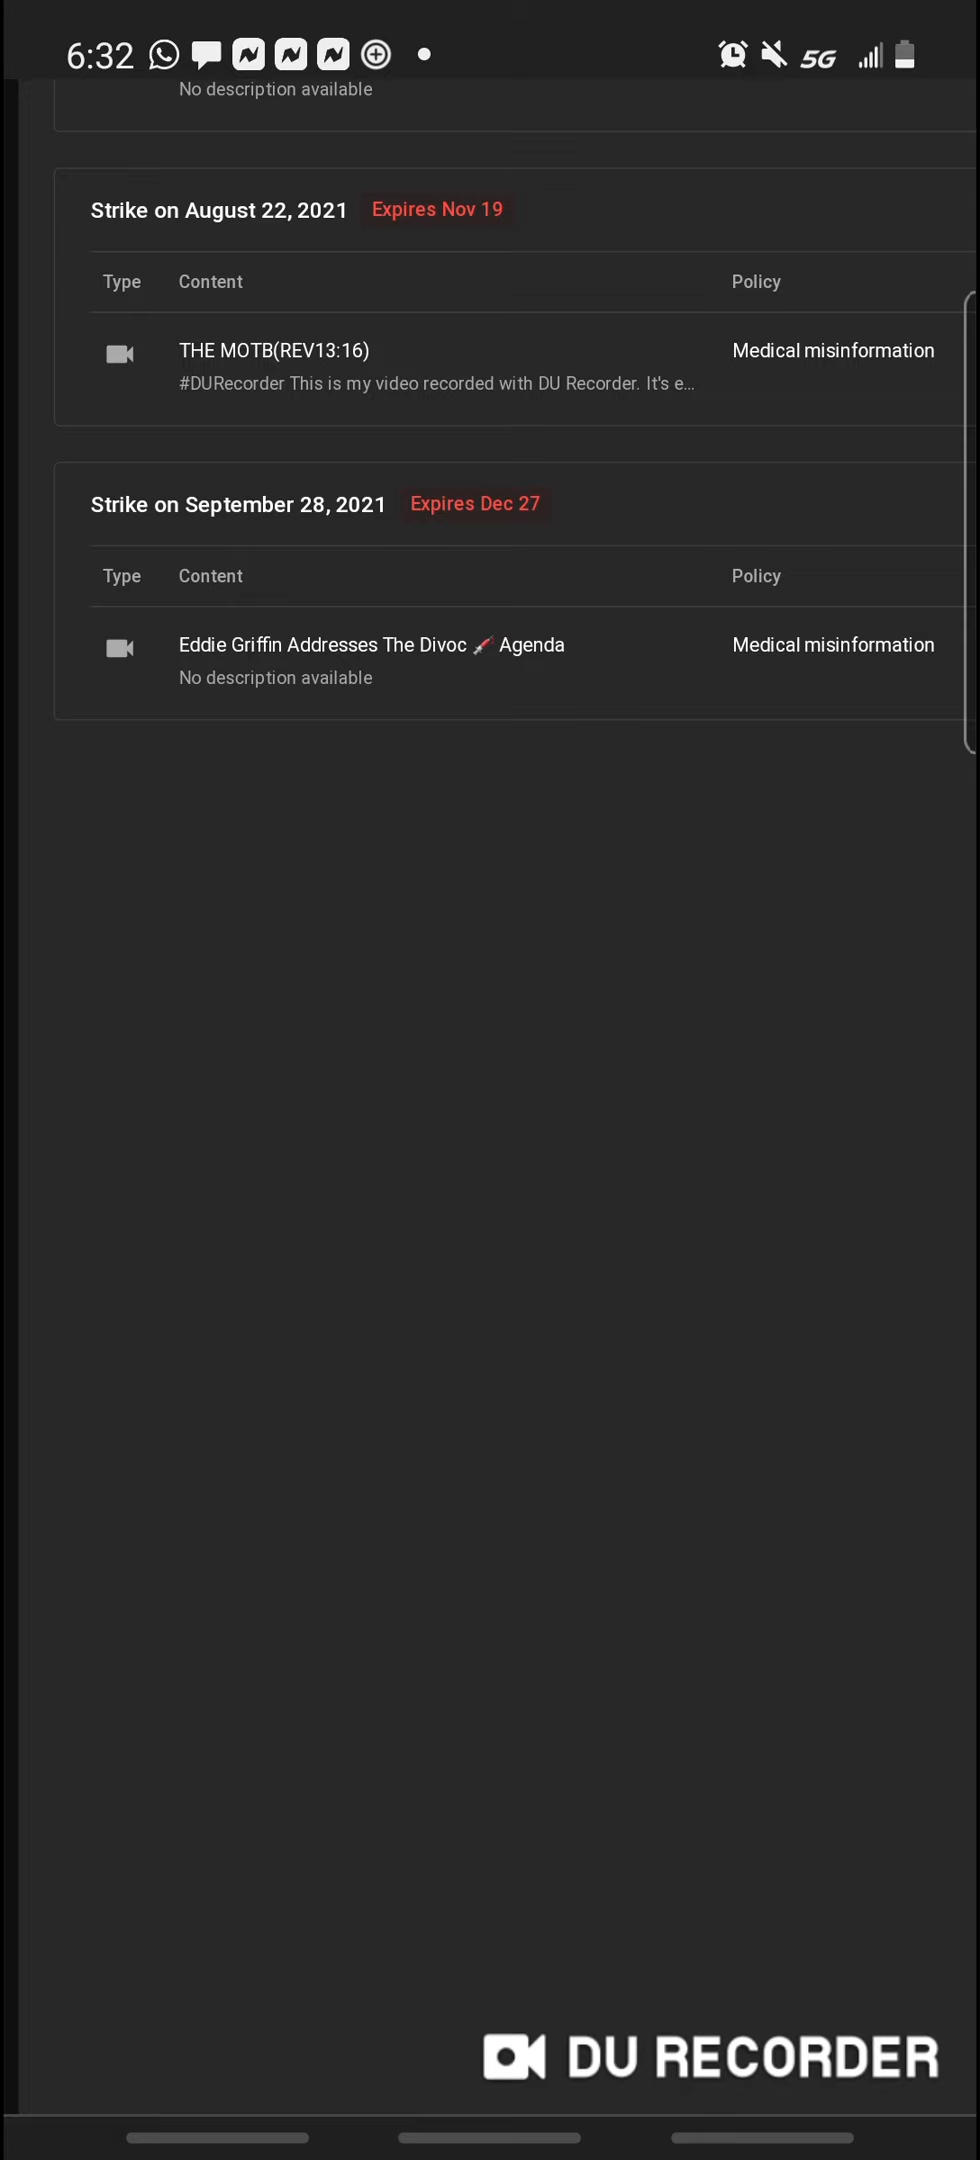 6:32
5G
No description available
Strike on August 22, 2021 Expires Nov 19
Type Content Policy
THE MOTB(REV13:16) Medical misinformation
#DURecorder This is my video recorded with DU Recorder. It's e...
Strike on September 28, 2021 Expires Dec 27
Type Content Policy
Eddie Griffin Addresses The Divoc 💉 Agenda Medical misinformation
No description available
DU RECORDER